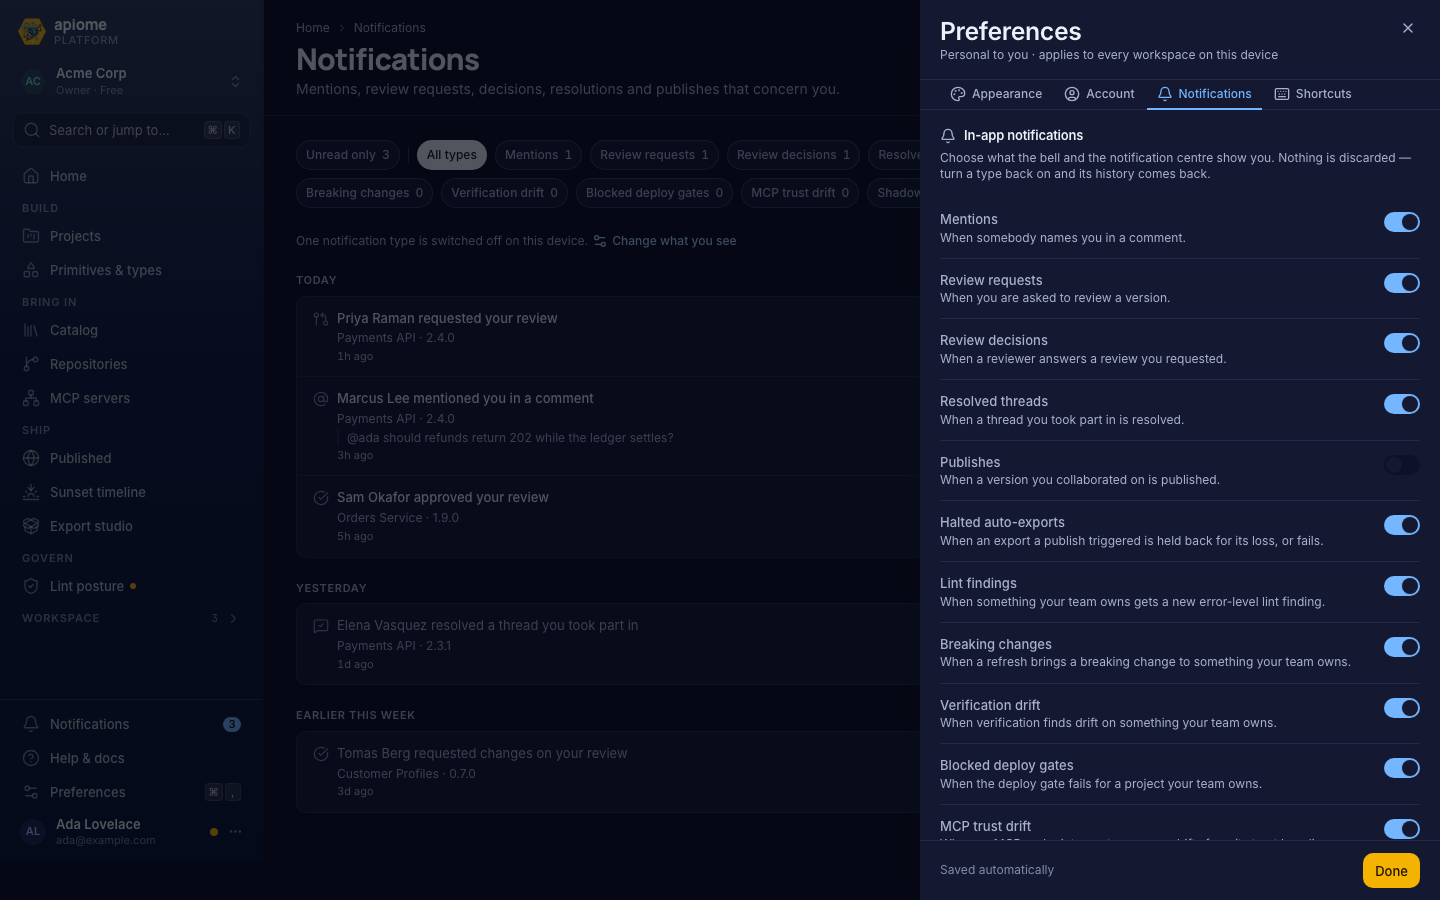 apiome
PLATFORM
AC
Acme Corp
Owner · Free
Search or jump to...
⌘ K
Home
BUILD
Projects
Primitives & types
BRING IN
Catalog
Repositories
MCP servers
SHIP
Published
Sunset timeline
Export studio
GOVERN
Lint posture
WORKSPACE 3
Notifications 3
Help & docs
Preferences ⌘ ,
AL
Ada Lovelace
ada@example.com
Home > Notifications
Notifications
Mentions, review requests, decisions, resolutions and publishes that concern you.
Unread only 3 All types Mentions 1 Review requests 1 Review decisions 1 Resolve
Breaking changes 0 Verification drift 0 Blocked deploy gates 0 MCP trust drift 0 Shadow
One notification type is switched off on this device. Change what you see
TODAY
Priya Raman requested your review
Payments API · 2.4.0
1h ago
Marcus Lee mentioned you in a comment
Payments API · 2.4.0
@ada should refunds return 202 while the ledger settles?
3h ago
Sam Okafor approved your review
Orders Service · 1.9.0
5h ago
YESTERDAY
Elena Vasquez resolved a thread you took part in
Payments API · 2.3.1
1d ago
EARLIER THIS WEEK
Tomas Berg requested changes on your review
Customer Profiles · 0.7.0
3d ago
Preferences
Personal to you · applies to every workspace on this device
Appearance Account Notifications Shortcuts
In-app notifications
Choose what the bell and the notification centre show you. Nothing is discarded —
turn a type back on and its history comes back.
Mentions
When somebody names you in a comment.
Review requests
When you are asked to review a version.
Review decisions
When a reviewer answers a review you requested.
Resolved threads
When a thread you took part in is resolved.
Publishes
When a version you collaborated on is published.
Halted auto-exports
When an export a publish triggered is held back for its loss, or fails.
Lint findings
When something your team owns gets a new error-level lint finding.
Breaking changes
When a refresh brings a breaking change to something your team owns.
Verification drift
When verification finds drift on something your team owns.
Blocked deploy gates
When the deploy gate fails for a project your team owns.
MCP trust drift
Saved automatically
Done